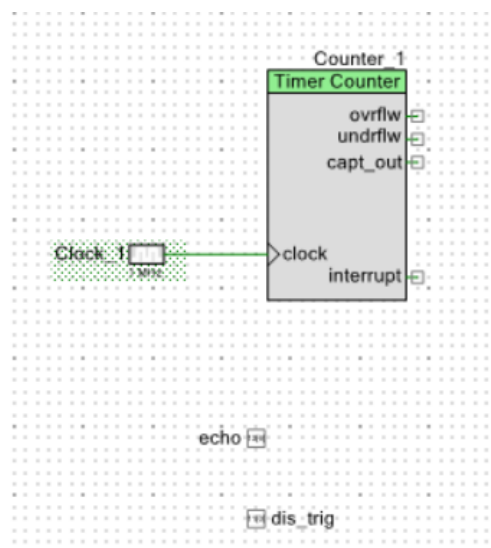 Counter_1
Timer Counter
ovrflw
undrflw
capt_out
Clock_1
clock
interrupt
echo
dis_trig